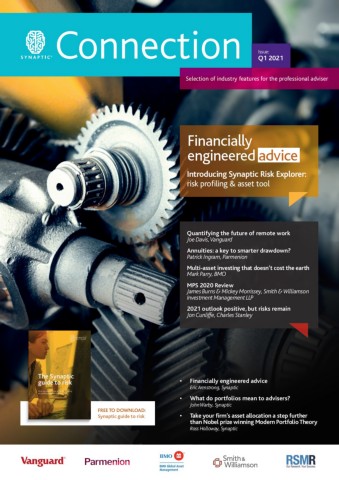 SYNAPTIC
Connection
Issue:
Q1 2021
Selection of industry features for the professional adviser
Financially
engineered advice
Introducing Synaptic Risk Explorer:
risk profiling & asset tool
Quantifying the future of remote work
Joe Davis, Vanguard
Annuities: a key to smarter drawdown?
Patrick Ingram, Parmenion
Multi-asset investing that doesn't cost the earth
Mark Parry, BMO
MPS 2020 Review
James Burns & Mickey Morrissey, Smith & Williamson
Investment Management LLP
2021 outlook positive, but risks remain
Jon Cunliffe, Charles Stanley
The Synaptic
guide to risk
FREE TO DOWNLOAD:
Synaptic guide to risk
• Financially engineered advice
Eric Armstrong, Synaptic
• What do portfolios mean to advisers?
John Warby, Synaptic
• Take your firm's asset allocation a step further
than Nobel prize winning Modern Portfolio Theory
Ross Holloway, Synaptic
Vanguard
Parmenion
BMO
BMO Global Asset
Management
Smith &
Williamson
RSMR